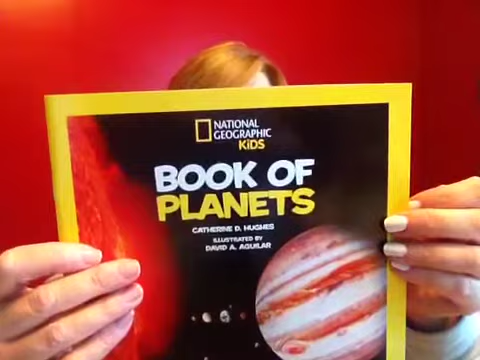 NATIONAL
GEOGRAPHIC
KiDS
BOOK OF
PLANETS
CATHERINE D. HUGHES
ILLUSTRATED BY
DAVID A. AGUILAR